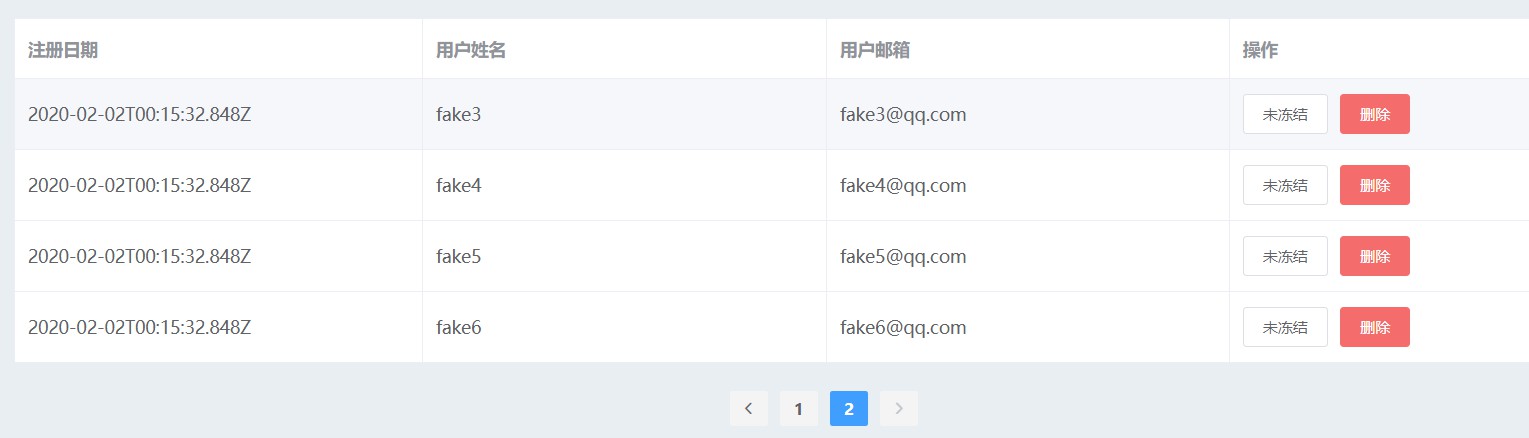 注册日期 用户姓名 用户邮箱 操作
2020-02-02T00:15:32.848Z fake3 fake3@qq.com 未冻结 删除
2020-02-02T00:15:32.848Z fake4 fake4@qq.com 未冻结 删除
2020-02-02T00:15:32.848Z fake5 fake5@qq.com 未冻结 删除
2020-02-02T00:15:32.848Z fake6 fake6@qq.com 未冻结 删除
1 2